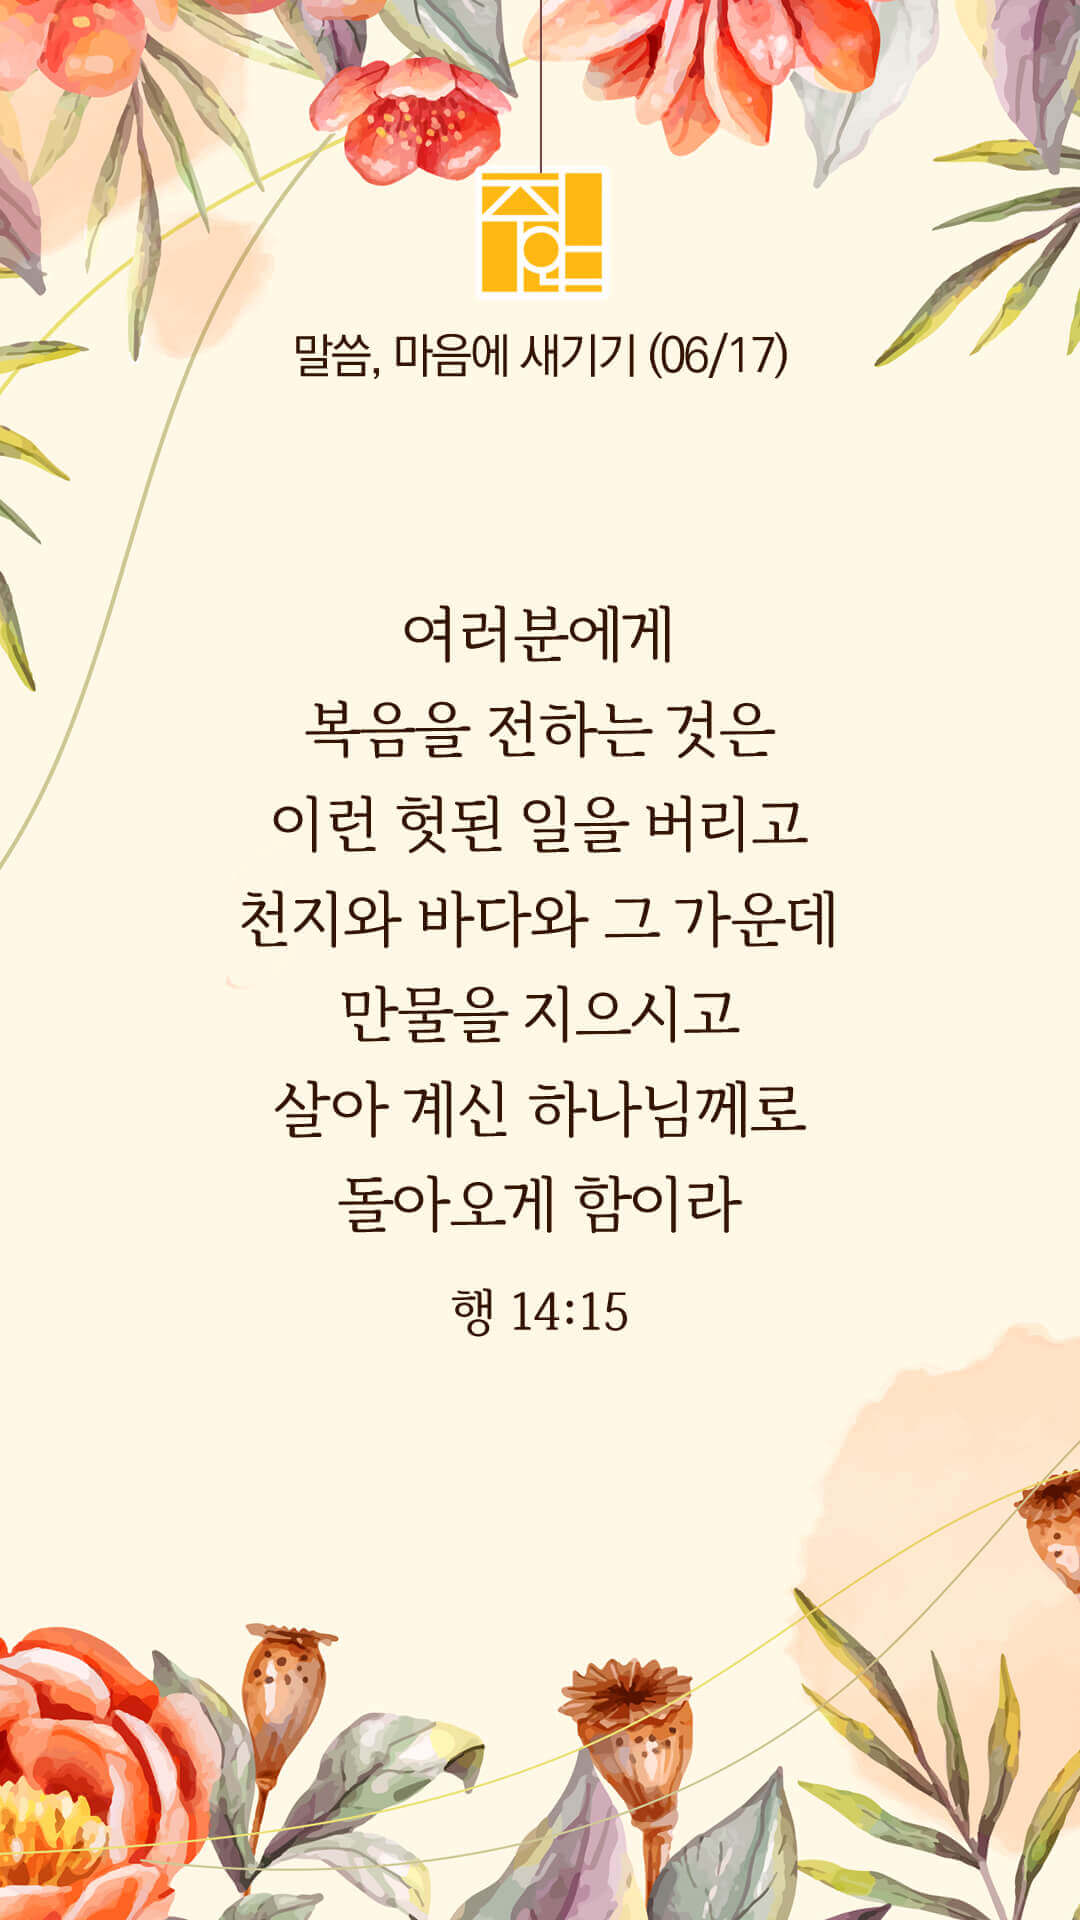 주인
말씀, 마음에 새기기 (06/17)
여러분에게
복음을 전하는 것은
이런 헛된 일을 버리고
천지와 바다와 그 가운데
만물을 지으시고
살아 계신 하나님께로
돌아오게 함이라
행 14:15